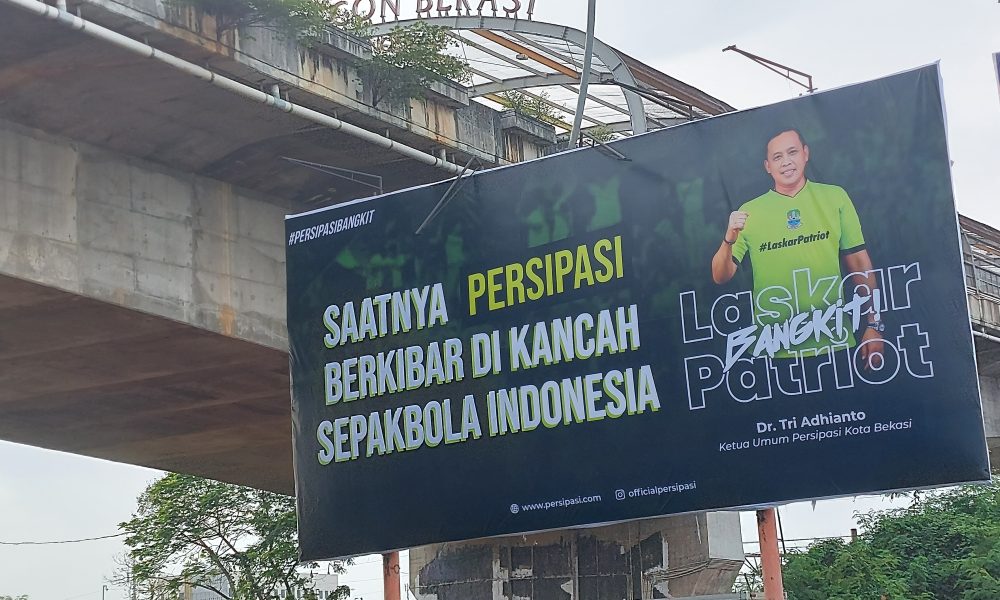 BEKASI
#PERSIPASIBANGKIT
SAATNYA PERSIPASI
BERKIBAR DI KANCAH
SEPAKBOLA INDONESIA
#LaskarPatriot
Laskar
BANGKIT!
Patriot
Dr. Tri Adhianto
Ketua Umum Persipasi Kota Bekasi
www.persipasi.com officialpersipasi